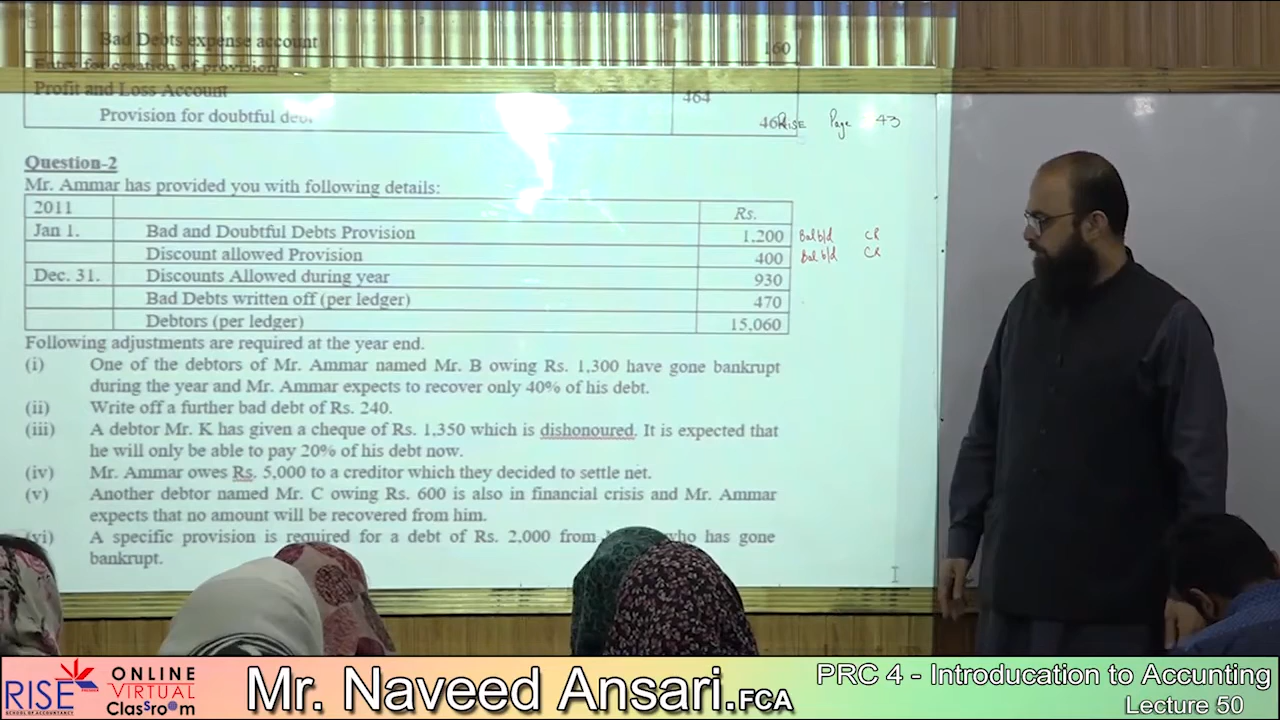 Bad Debts expense account 160
Entry for creation of provision
Profit and Loss Account 464
Provision for doubtful 464
RISE Page 43
Question-2
Mr. Ammar has provided you with following details:
2011 Rs.
Jan 1. Bad and Doubtful Debts Provision 1,200 Bal b/d CR
Discount allowed Provision 400 Bal b/d CR
Dec. 31. Discounts Allowed during year 930
Bad Debts written off (per ledger) 470
Debtors (per ledger) 15,060
Following adjustments are required at the year end.
(i) One of the debtors of Mr. Ammar named Mr. B owing Rs. 1,300 have gone bankrupt
during the year and Mr. Ammar expects to recover only 40% of his debt.
(ii) Write off a further bad debt of Rs. 240.
(iii) A debtor Mr. K has given a cheque of Rs. 1,350 which is dishonoured. It is expected that
he will only be able to pay 20% of his debt now.
(iv) Mr. Ammar owes Rs. 5,000 to a creditor which they decided to settle net.
(v) Another debtor named Mr. C owing Rs. 600 is also in financial crisis and Mr. Ammar
expects that no amount will be recovered from him.
(vi) A specific provision is required for a debt of Rs. 2,000 from who has gone
bankrupt.
RISE
SCHOOL OF ACCOUNTANCY
ONLINE
VIRTUAL
Classroom
Mr. Naveed Ansari.FCA
PRC 4 - Introducation to Accunting
Lecture 50